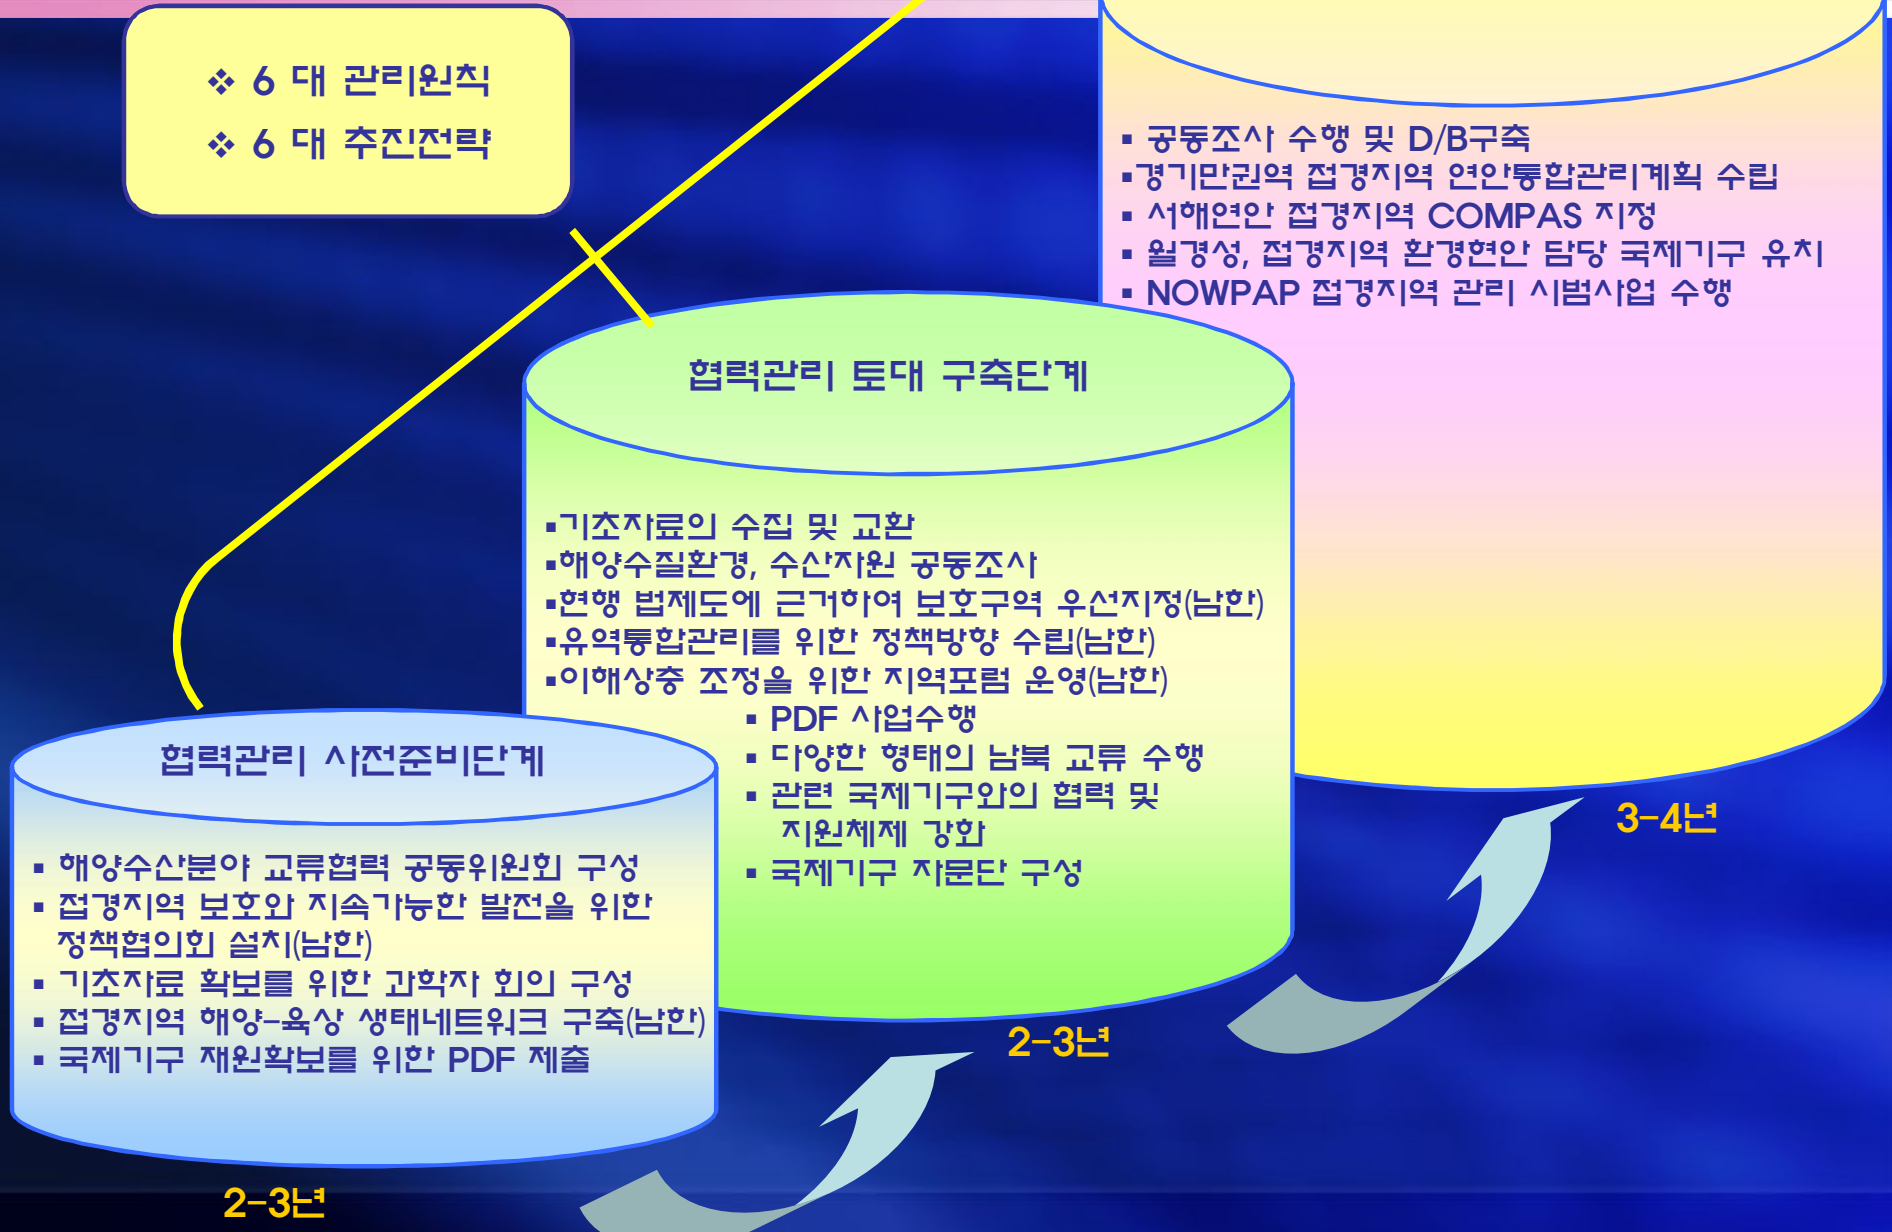 ❖ 6 대 관리원칙
❖ 6 대 추진전략
▪ 공동조사 수행 및 D/B구축
▪경기만권역 접경지역 연안통합관리계획 수립
▪ 서해연안 접경지역 COMPAS 지정
▪ 월경성, 접경지역 환경현안 담당 국제기구 유치
▪ NOWPAP 접경지역 관리 시범사업 수행
협력관리 토대 구축단계
▪기초자료의 수집 및 교환
▪해양수질환경, 수산자원 공동조사
▪현행 법제도에 근거하여 보호구역 우선지정(남한)
▪유역통합관리를 위한 정책방향 수립(남한)
▪이해상충 조정을 위한 지역포럼 운영(남한)
▪ PDF 사업수행
▪ 다양한 형태의 남북 교류 수행
▪ 관련 국제기구와의 협력 및
지원체제 강화
▪ 국제기구 자문단 구성
협력관리 사전준비단계
▪ 해양수산분야 교류협력 공동위원회 구성
▪ 접경지역 보호와 지속가능한 발전을 위한
정책협의회 설치(남한)
▪ 기초자료 확보를 위한 과학자 회의 구성
▪ 접경지역 해양-육상 생태네트워크 구축(남한)
▪ 국제기구 재원확보를 위한 PDF 제출
3-4년
2-3년
2-3년